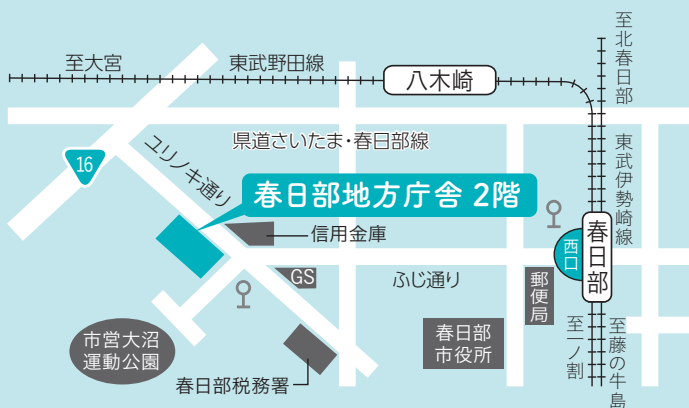 至大宮
東武野田線
八木崎
至北春日部
県道さいたま・春日部線
東武伊勢崎線
16
ユリノキ通り
春日部地方庁舎 2階
信用金庫
西口
春日部
GS
ふじ通り
郵便局
市営大沼
運動公園
春日部
市役所
至一ノ割
至藤の牛島
春日部税務署